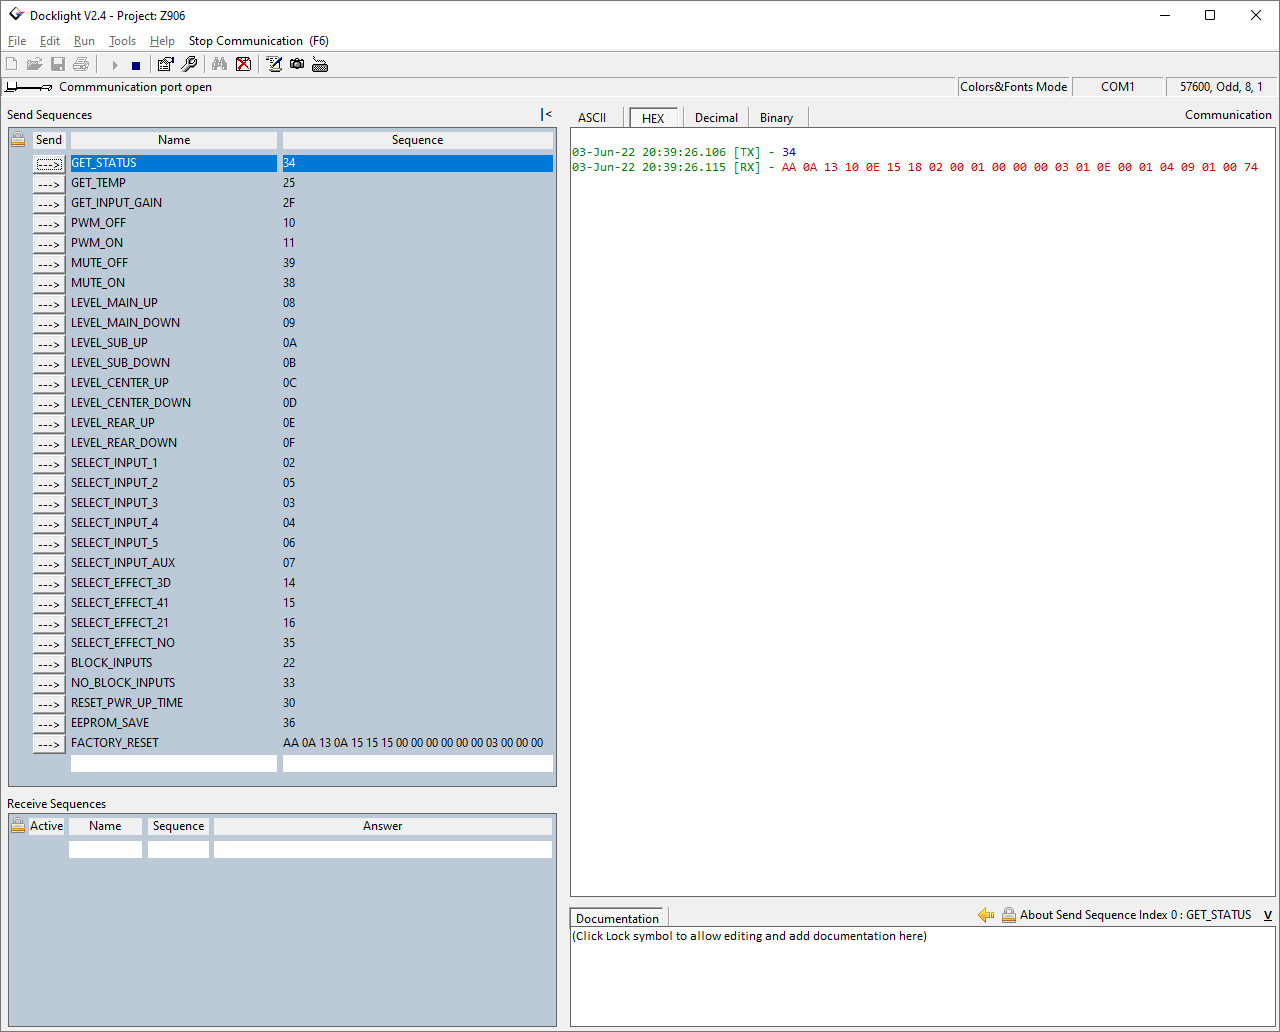 Docklight V2.4 - Project: Z906
File Edit Run Tools Help Stop Communication (F6)
Commmunication port open Colors&Fonts Mode COM1 57600, Odd, 8, 1
Send Sequences |<
Send Name Sequence
---> GET_STATUS 34
---> GET_TEMP 25
---> GET_INPUT_GAIN 2F
---> PWM_OFF 10
---> PWM_ON 11
---> MUTE_OFF 39
---> MUTE_ON 38
---> LEVEL_MAIN_UP 08
---> LEVEL_MAIN_DOWN 09
---> LEVEL_SUB_UP 0A
---> LEVEL_SUB_DOWN 0B
---> LEVEL_CENTER_UP 0C
---> LEVEL_CENTER_DOWN 0D
---> LEVEL_REAR_UP 0E
---> LEVEL_REAR_DOWN 0F
---> SELECT_INPUT_1 02
---> SELECT_INPUT_2 05
---> SELECT_INPUT_3 03
---> SELECT_INPUT_4 04
---> SELECT_INPUT_5 06
---> SELECT_INPUT_AUX 07
---> SELECT_EFFECT_3D 14
---> SELECT_EFFECT_41 15
---> SELECT_EFFECT_21 16
---> SELECT_EFFECT_NO 35
---> BLOCK_INPUTS 22
---> NO_BLOCK_INPUTS 33
---> RESET_PWR_UP_TIME 30
---> EEPROM_SAVE 36
---> FACTORY_RESET AA 0A 13 0A 15 15 15 00 00 00 00 00 00 03 00 00 00
Receive Sequences
Active Name Sequence Answer
ASCII HEX Decimal Binary Communication
03-Jun-22 20:39:26.106 [TX] - 34
03-Jun-22 20:39:26.115 [RX] - AA 0A 13 10 0E 15 18 02 00 01 00 00 00 03 01 0E 00 01 04 09 01 00 74
Documentation About Send Sequence Index 0 : GET_STATUS V
(Click Lock symbol to allow editing and add documentation here)